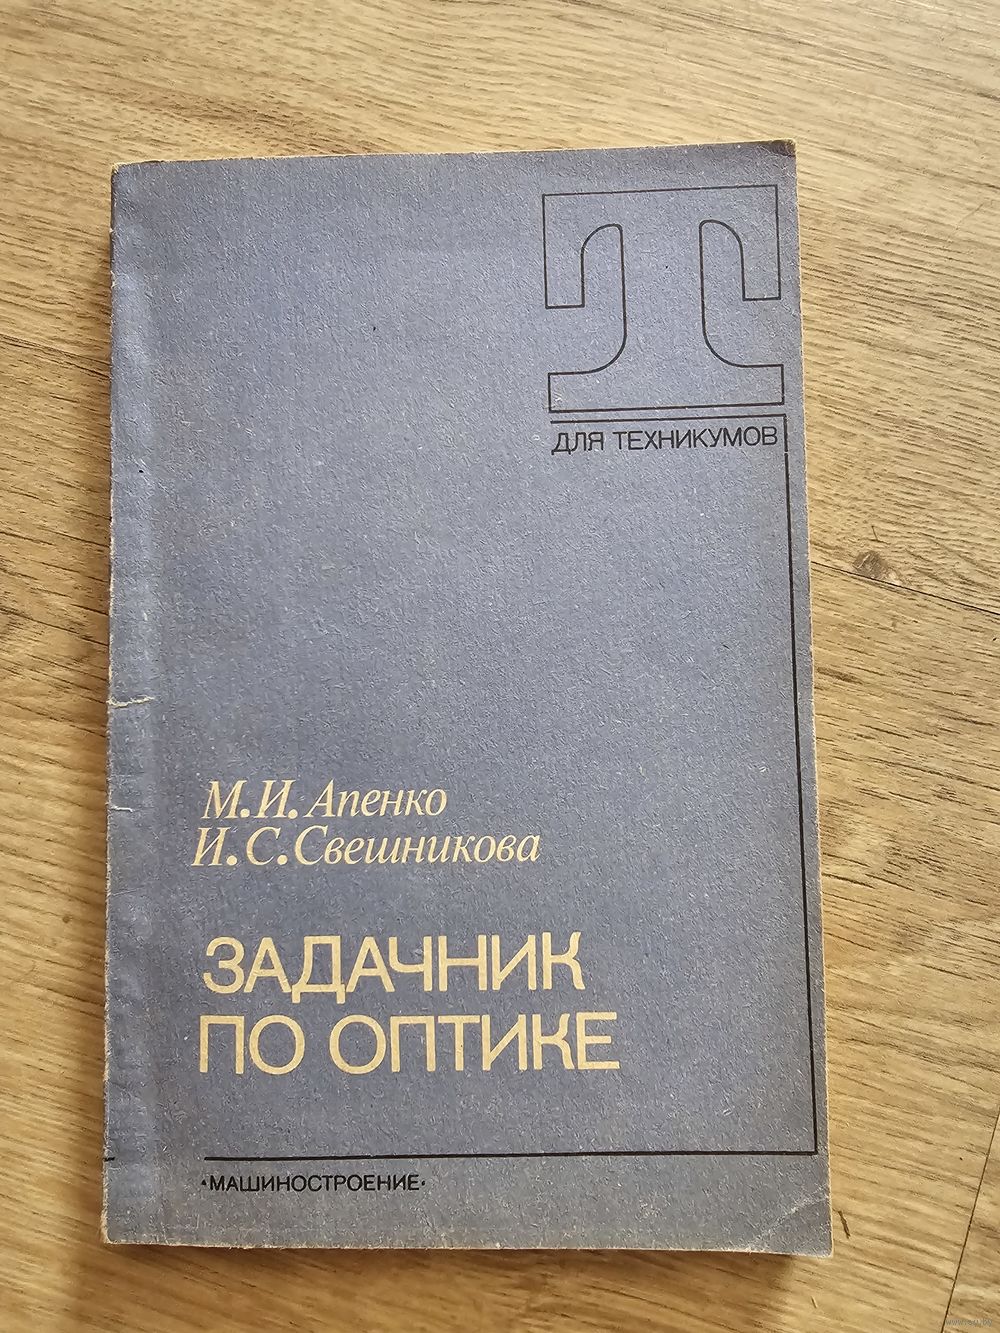 Т
ДЛЯ ТЕХНИКУМОВ
М.И. Апенко
И.С. Свешникова
ЗАДАЧНИК
ПО ОПТИКЕ
·МАШИНОСТРОЕНИЕ·